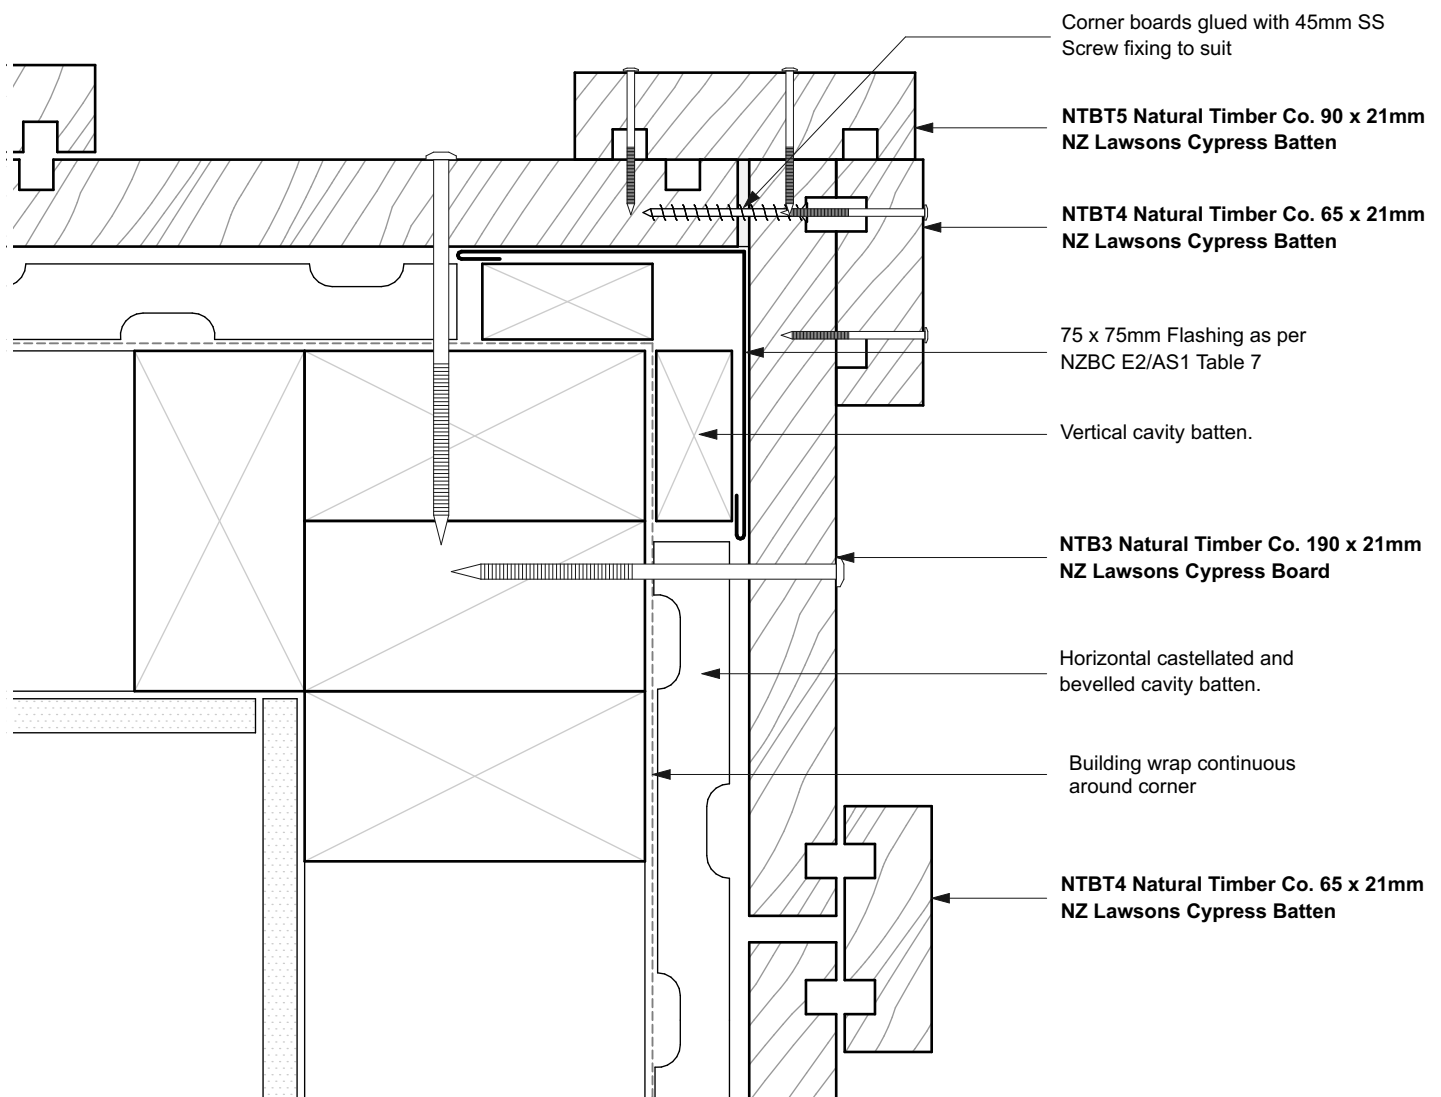 Corner boards glued with 45mm SS
Screw fixing to suit
NTBT5 Natural Timber Co. 90 x 21mm
NZ Lawsons Cypress Batten
NTBT4 Natural Timber Co. 65 x 21mm
NZ Lawsons Cypress Batten
75 x 75mm Flashing as per
NZBC E2/AS1 Table 7
Vertical cavity batten.
NTB3 Natural Timber Co. 190 x 21mm
NZ Lawsons Cypress Board
Horizontal castellated and
bevelled cavity batten.
Building wrap continuous
around corner
NTBT4 Natural Timber Co. 65 x 21mm
NZ Lawsons Cypress Batten